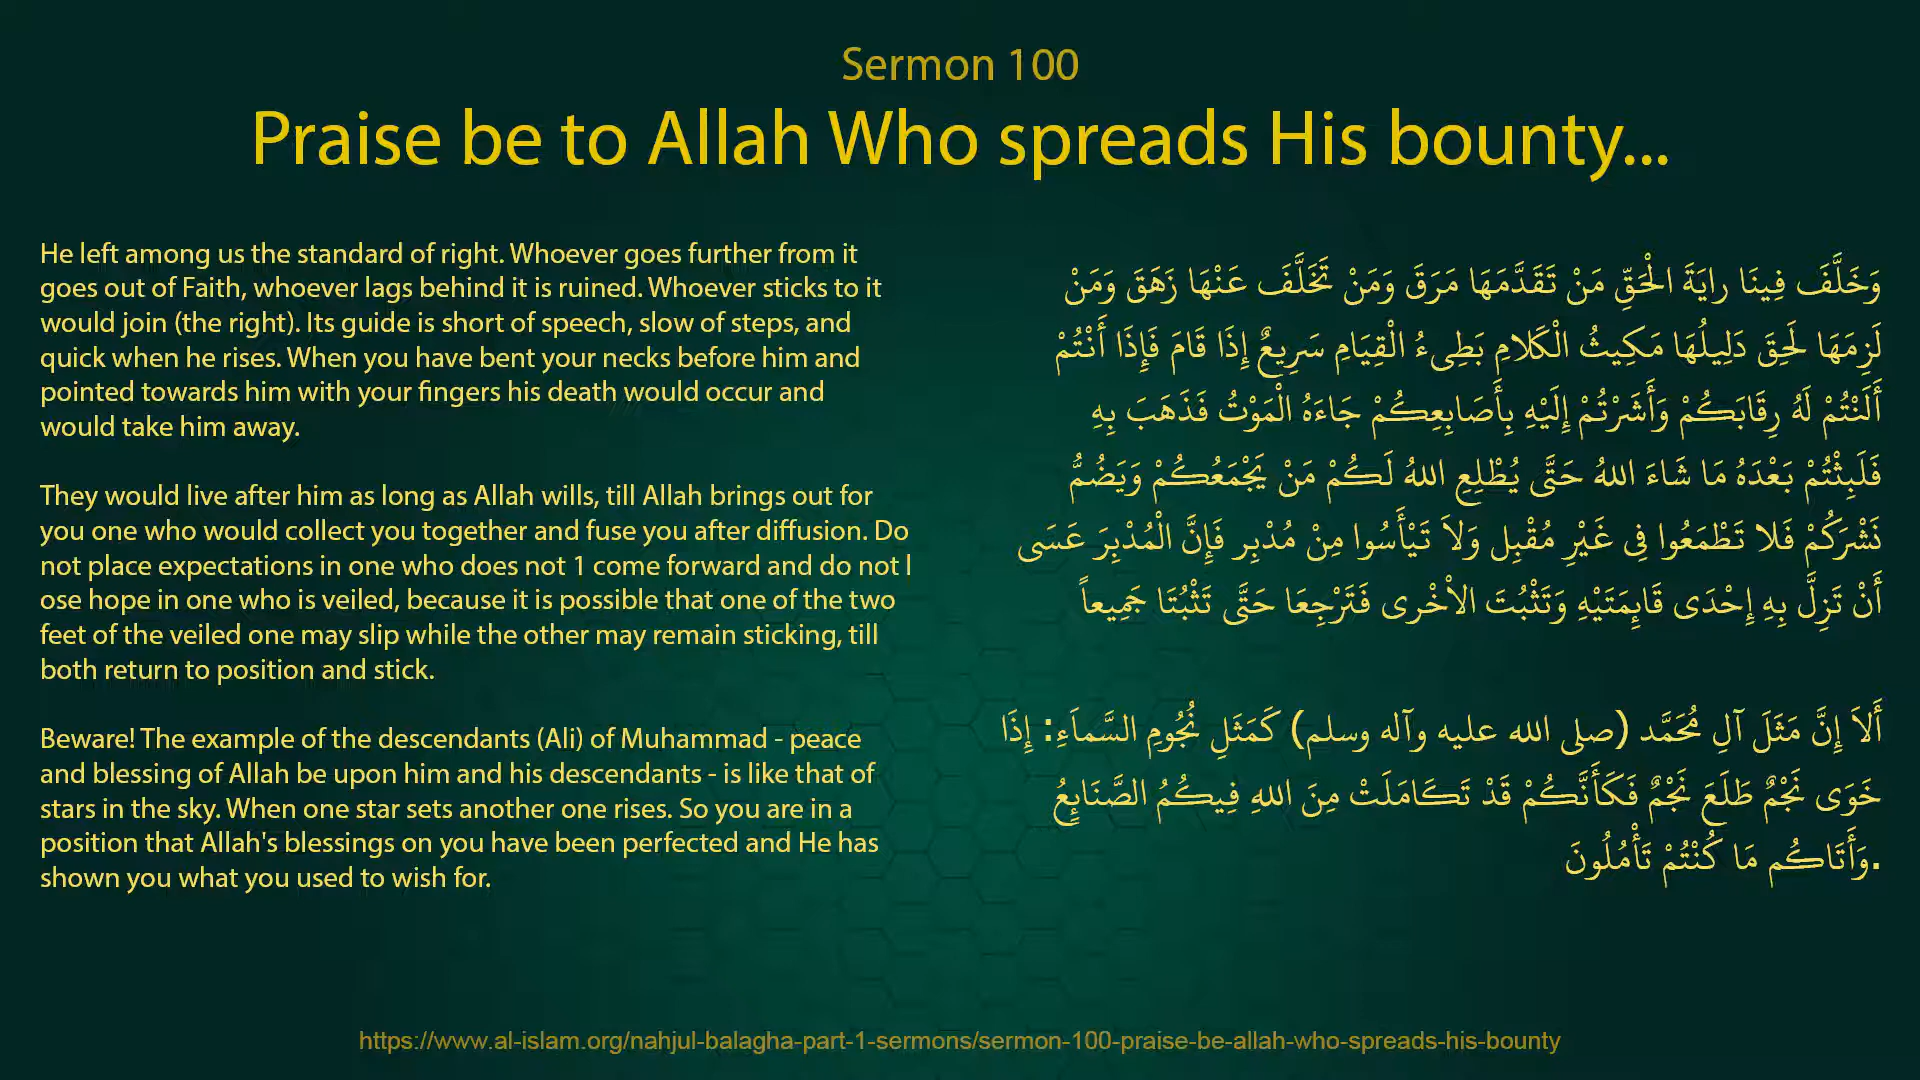 Sermon 100
Praise be to Allah Who spreads His bounty...
He left among us the standard of right. Whoever goes further from it
goes out of Faith, whoever lags behind it is ruined. Whoever sticks to it
would join (the right). Its guide is short of speech, slow of steps, and
quick when he rises. When you have bent your necks before him and
pointed towards him with your fingers his death would occur and
would take him away.
They would live after him as long as Allah wills, till Allah brings out for
you one who would collect you together and fuse you after diffusion. Do
not place expectations in one who does not 1 come forward and do not l
ose hope in one who is veiled, because it is possible that one of the two
feet of the veiled one may slip while the other may remain sticking, till
both return to position and stick.
Beware! The example of the descendants (Ali) of Muhammad - peace
and blessing of Allah be upon him and his descendants - is like that of
stars in the sky. When one star sets another one rises. So you are in a
position that Allah's blessings on you have been perfected and He has
shown you what you used to wish for.
وَخَلَّفَ فِينَا رايَةَ الْحَقِّ مَنْ تَقَدَّمَهَا مَرَقَ وَمَنْ تَخَلَّفَ عَنْهَا زَهَقَ وَمَنْ
لَزِمَهَا لَحِقَ دَلِيلُهَا مَكِيثُ الْكَلامِ بَطِىءُ الْقِيَامِ سَرِيعٌ إِذَا قَامَ فَإِذَا أَنْتُمْ
أَلَنْتُمْ لَهُ رِقَابَكُمْ وَأَشَرْتُمْ إِلَيْهِ بِأَصَابِعِكُمْ جَاءَهُ الْمَوْتُ فَذَهَبَ بِهِ
فَلَبِثْتُمْ بَعْدَهُ مَا شَاءَ اللهُ حَتَّى يُطْلِعِ اللهُ لَكُمْ مَنْ يَجْمَعُكُمْ وَيَضُمُّ
نَشْرَكُمْ فَلا تَطْمَعُوا فِى غَيْرِ مُقْبِل وَلاَ تَيْأَسُوا مِنْ مُدْبِر فَإِنَّ الْمُدْبِرَ عَسَى
أَنْ تَزِلَّ بِهِ إِحْدَى قَائِمَتَيْهِ وَتَثْبُتَ الاْخْرى فَتَرْجِعَا حَتَّى تَثْبُتَا جَمِيعاً
أَلاَ إِنَّ مَثَلَ آلِ مُحَمَّد (صلى الله عليه وآله وسلم) كَمَثَلِ نُجُومِ السَّماَءِ: إِذَا
خَوَى نَجْمٌ طَلَعَ نَجْمٌ فَكَأَنَّكُمْ قَدْ تَكَامَلَتْ مِنَ اللهِ فِيكُمُ الصَّنَايِعُ
.وَأَتَاكُم مَا كُنْتُمْ تَأْمُلُونَ
https://www.al-islam.org/nahjul-balagha-part-1-sermons/sermon-100-praise-be-allah-who-spreads-his-bounty